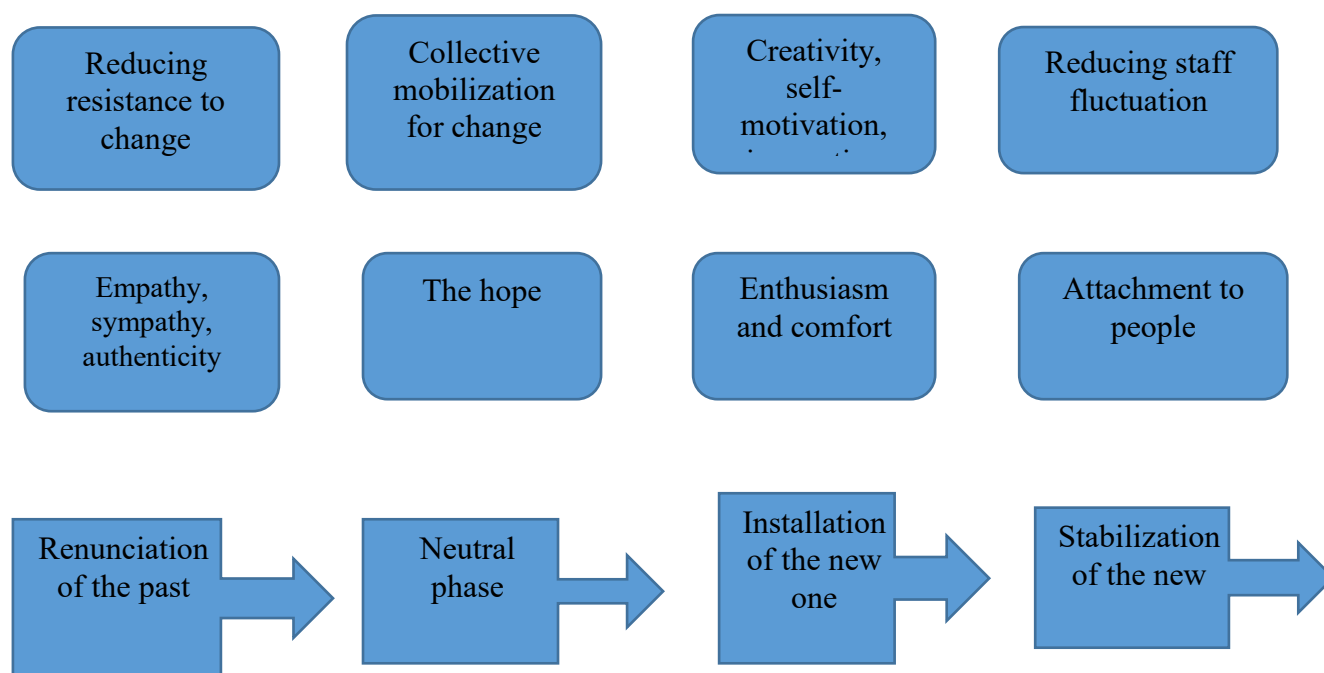 Reducing
resistance to
change
Collective
mobilization
for change
Creativity,
self-
motivation,
Reducing staff
fluctuation
Empathy,
sympathy,
authenticity
The hope
Enthusiasm
and comfort
Attachment to
people
Renunciation
of the past
Neutral
phase
Installation
of the new
one
Stabilization
of the new